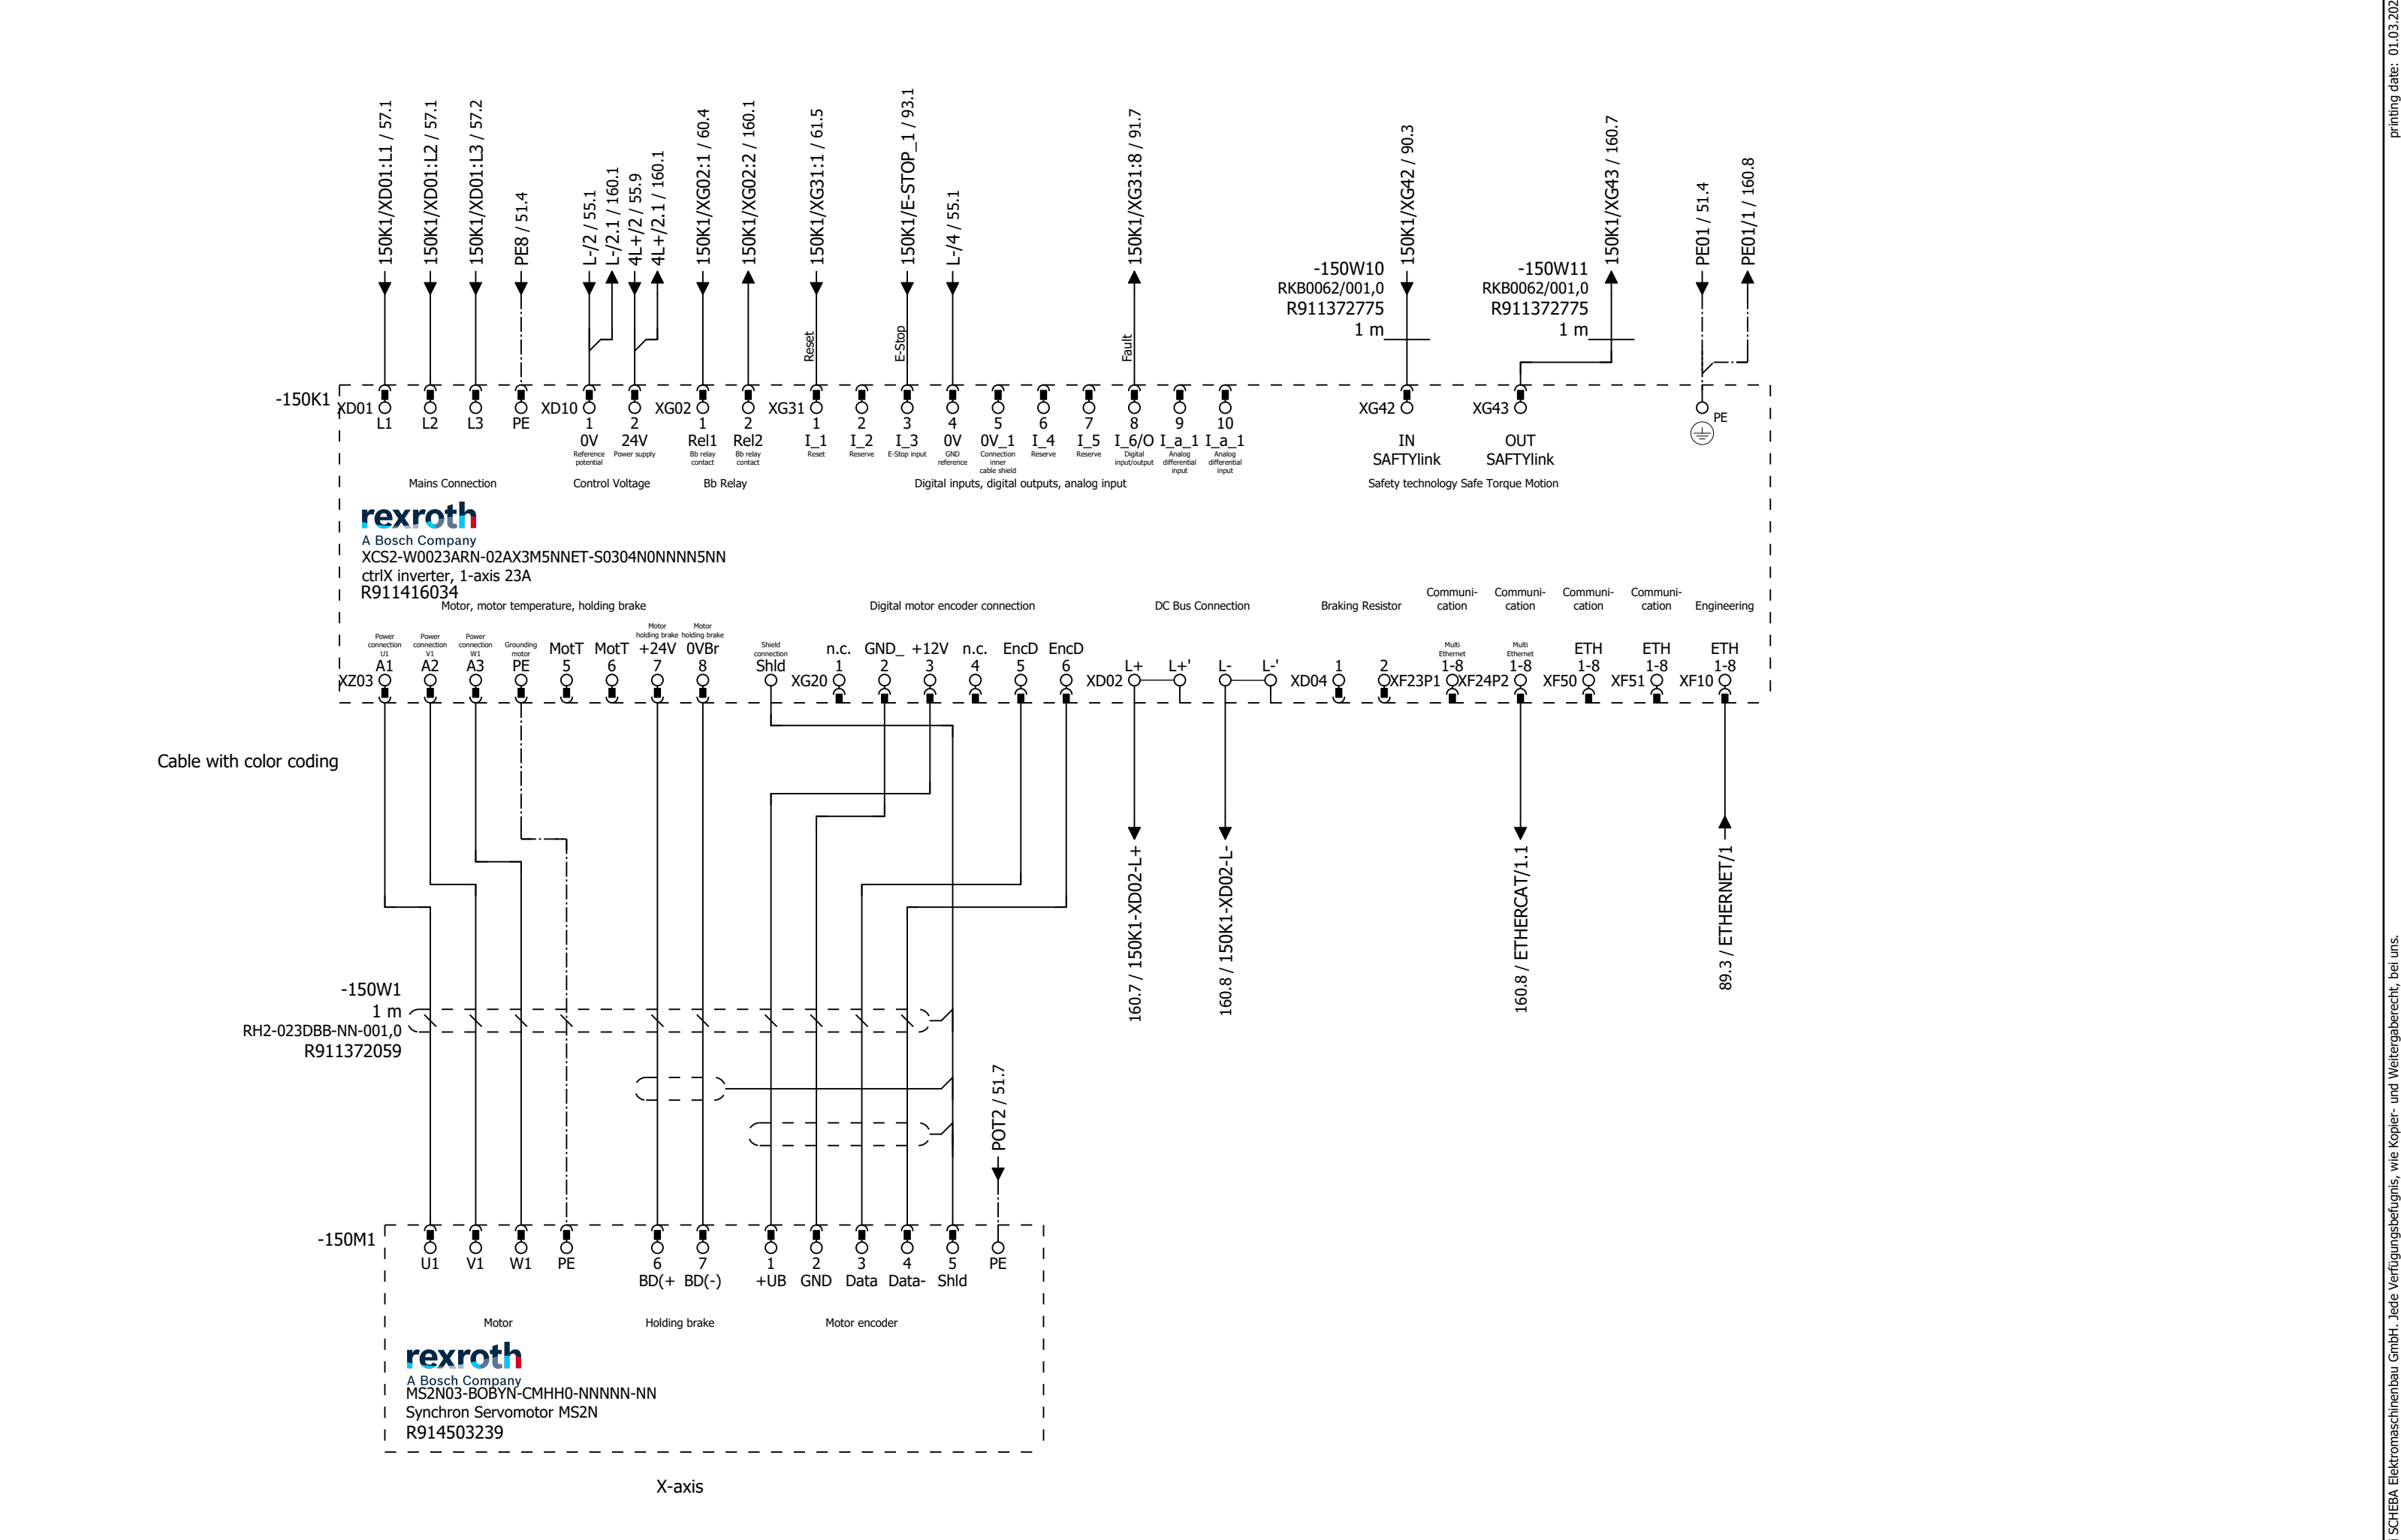 150K1/XD01:L1 / 57.1
150K1/XD01:L2 / 57.1
150K1/XD01:L3 / 57.2
PE8 / 51.4
L-/2 / 55.1
L-/2.1 / 160.1
4L+/2 / 55.9
4L+/2.1 / 160.1
150K1/XG02:1 / 60.4
150K1/XG02:2 / 160.1
150K1/XG31:1 / 61.5
150K1/E-STOP_1 / 93.1
L-/4 / 55.1
150K1/XG31:8 / 91.7
150K1/XG42 / 90.3
150K1/XG43 / 160.7
PE01 / 51.4
PE01/1 / 160.8
-150W10
RKB0062/001,0
R911372775
1 m
-150W11
RKB0062/001,0
R911372775
1 m
Reset
E-Stop
Fault
-150K1
XD01
L1
L2
L3
PE
XD10
1
0V
Reference
potential
2
24V
Power supply
XG02
1
Rel1
Bb relay
contact
2
Rel2
Bb relay
contact
XG31
1
I_1
Reset
2
I_2
Reserve
3
I_3
E-Stop input
4
0V
GND
reference
5
0V_1
Connection
inner
cable shield
6
I_4
Reserve
7
I_5
Reserve
8
I_6/O
Digital
input/output
9
I_a_1
Analog
differential
input
10
I_a_1
Analog
differential
input
XG42
IN
SAFTYlink
XG43
OUT
SAFTYlink
PE
Mains Connection
Control Voltage
Bb Relay
Digital inputs, digital outputs, analog input
Safety technology Safe Torque Motion
rexroth
A Bosch Company
XCS2-W0023ARN-02AX3M5NNET-S0304N0NNNN5NN
ctrlX inverter, 1-axis 23A
R911416034
Motor, motor temperature, holding brake
Digital motor encoder connection
DC Bus Connection
Braking Resistor
Communi-
cation
Communi-
cation
Communi-
cation
Communi-
cation
Engineering
XZ03
Power
connection
U1
A1
Power
connection
V1
A2
Power
connection
W1
A3
Grounding
motor
PE
MotT
5
MotT
6
Motor
holding brake
+24V
7
Motor
holding brake
0VBr
8
Shield
connection
Shld
XG20
n.c.
1
GND_
2
+12V
3
n.c.
4
EncD
5
EncD
6
XD02
L+
L+'
L-
L-'
XD04
1
2
XF23P1
Multi
Ethernet
1-8
XF24P2
Multi
Ethernet
1-8
XF50
ETH
1-8
XF51
ETH
1-8
XF10
ETH
1-8
Cable with color coding
160.7 / 150K1-XD02-L+
160.8 / 150K1-XD02-L-
160.8 / ETHERCAT/1.1
89.3 / ETHERNET/1
-150W1
1 m
RH2-023DBB-NN-001,0
R911372059
POT2 / 51.7
-150M1
U1
V1
W1
PE
6
BD(+
7
BD(-)
1
+UB
2
GND
3
Data
4
Data-
5
Shld
PE
Motor
Holding brake
Motor encoder
rexroth
A Bosch Company
MS2N03-BOBYN-CMHH0-NNNNN-NN
Synchron Servomotor MS2N
R914503239
X-axis
printing date: 01.03.202
SCHEBA Elektromaschinenbau GmbH. Jede Verfügungsbefugnis, wie Kopier- und Weitergaberecht, bei uns.